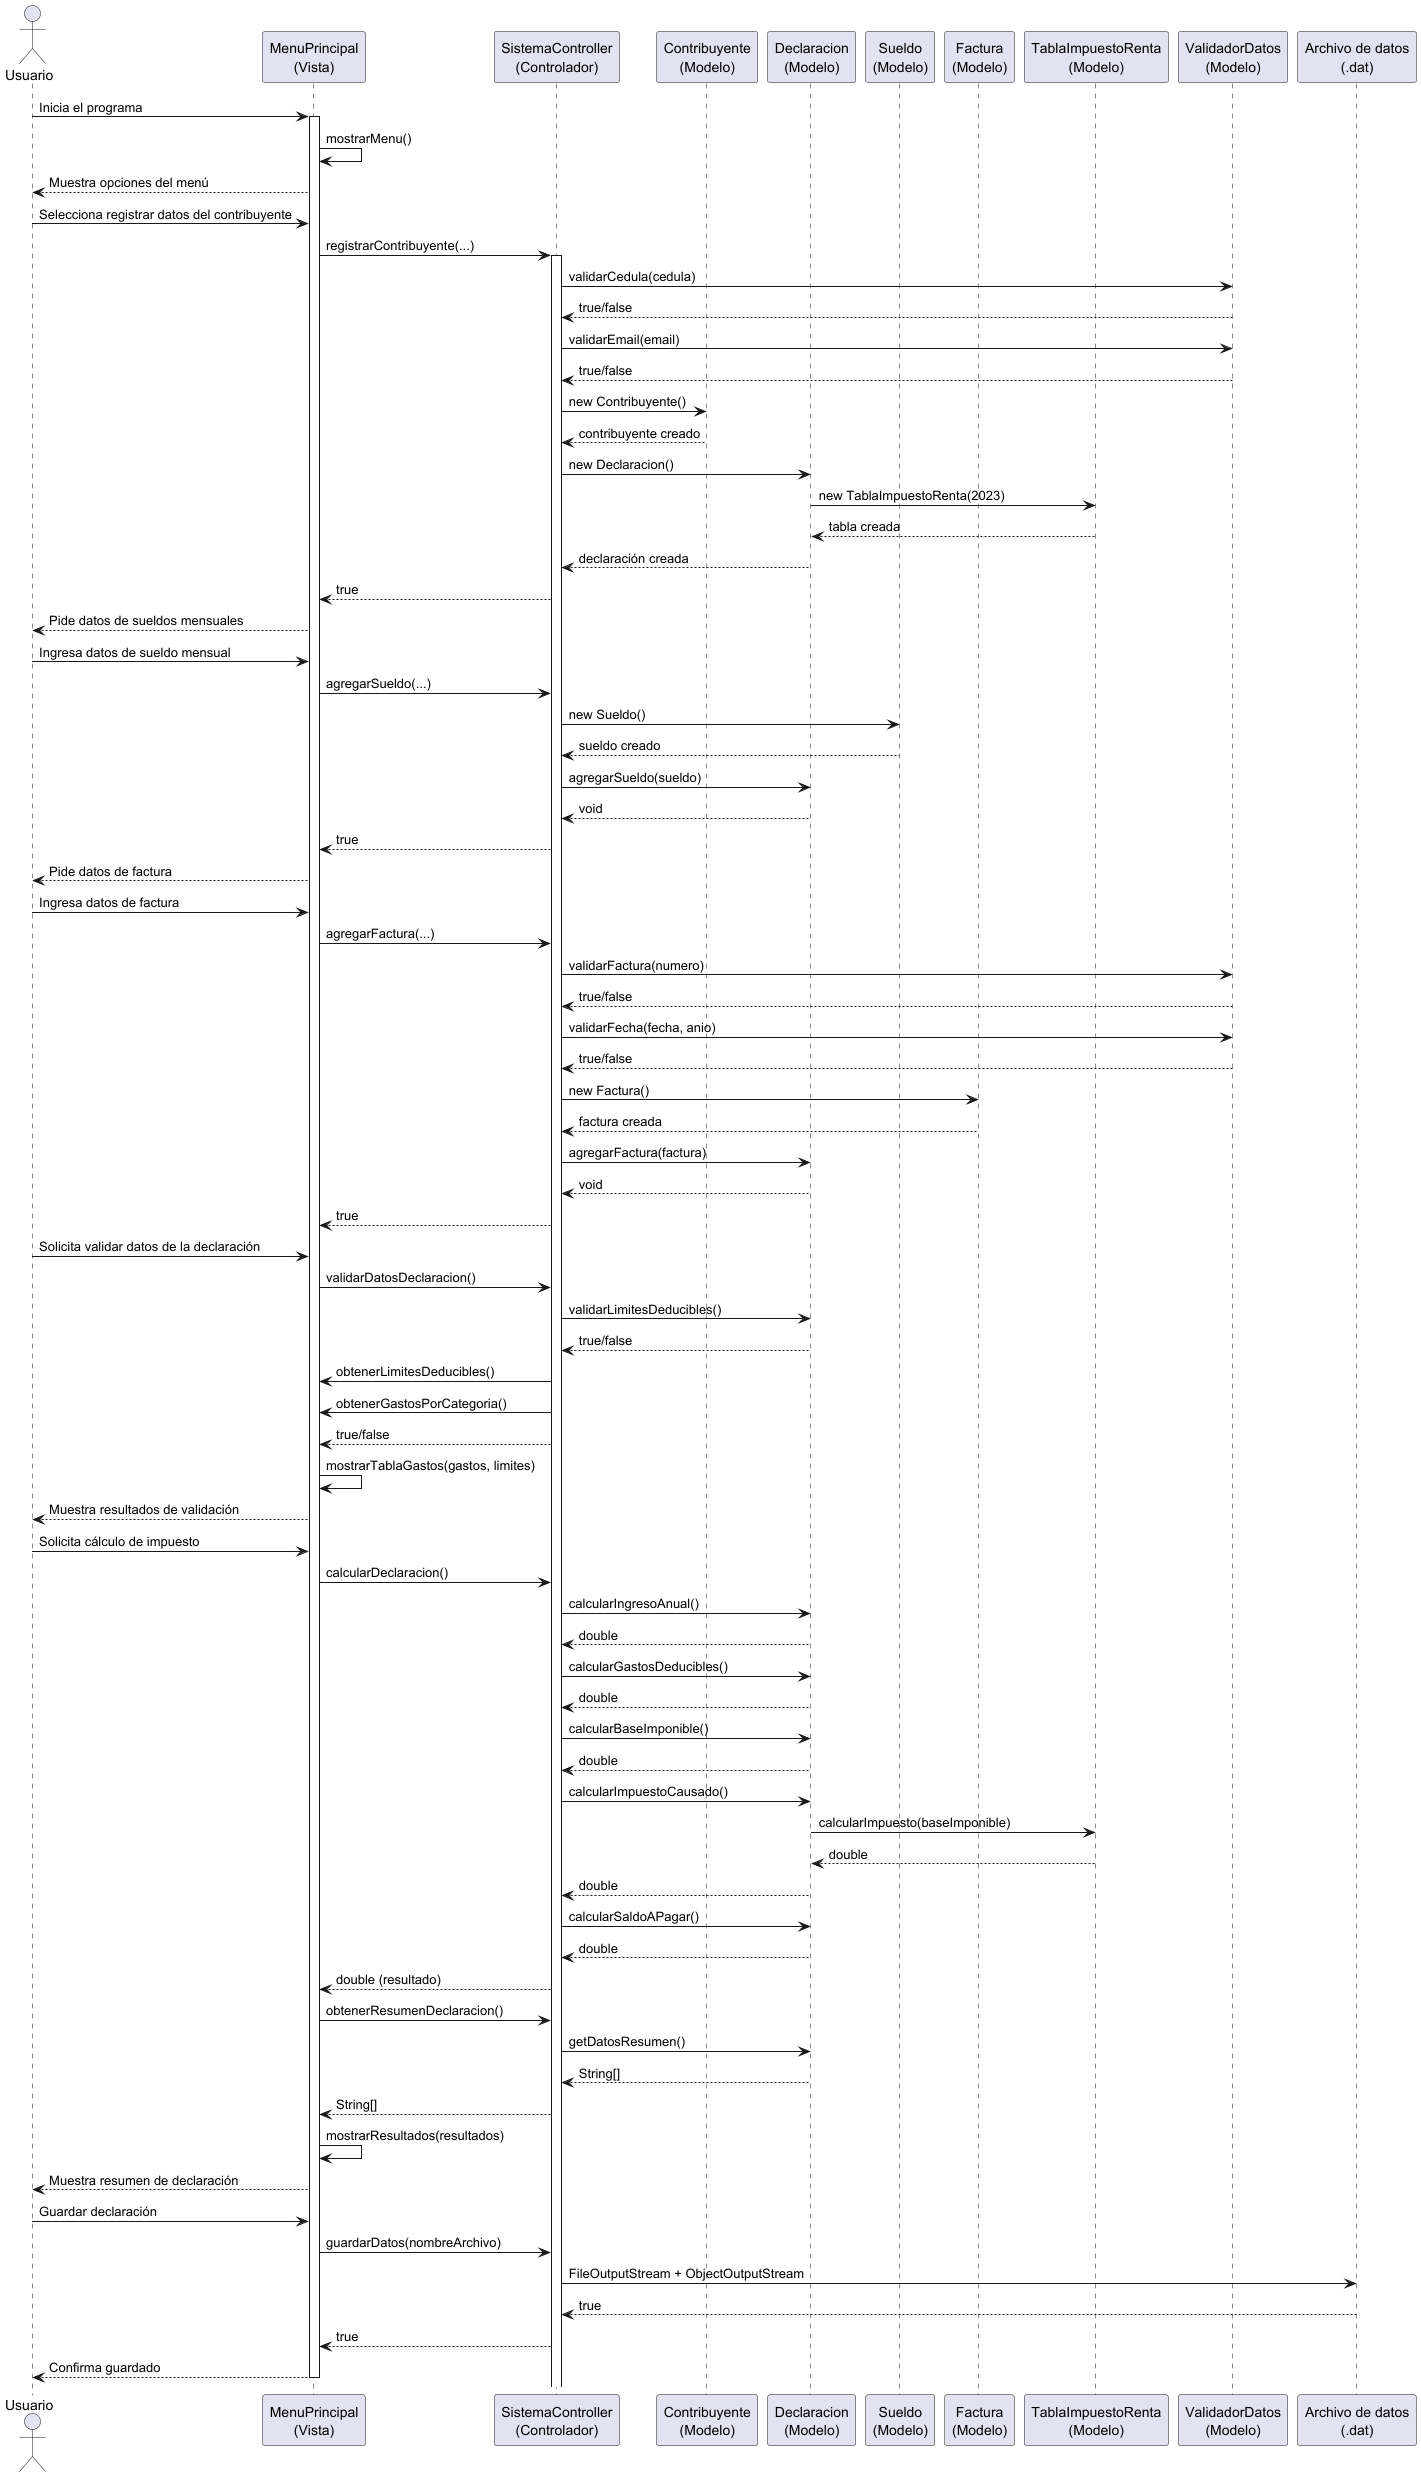 Usuario
MenuPrincipal
(Vista)
SistemaController
(Controlador)
Contribuyente
(Modelo)
Declaracion
(Modelo)
Sueldo
(Modelo)
Factura
(Modelo)
TablaImpuestoRenta
(Modelo)
ValidadorDatos
(Modelo)
Archivo de datos
(.dat)
Inicia el programa
mostrarMenu()
Muestra opciones del menú
Selecciona registrar datos del contribuyente
registrarContribuyente(...)
validarCedula(cedula)
true/false
validarEmail(email)
true/false
new Contribuyente()
contribuyente creado
new Declaracion()
new TablaImpuestoRenta(2023)
tabla creada
declaración creada
true
Pide datos de sueldos mensuales
Ingresa datos de sueldo mensual
agregarSueldo(...)
new Sueldo()
sueldo creado
agregarSueldo(sueldo)
void
true
Pide datos de factura
Ingresa datos de factura
agregarFactura(...)
validarFactura(numero)
true/false
validarFecha(fecha, anio)
true/false
new Factura()
factura creada
agregarFactura(factura)
void
true
Solicita validar datos de la declaración
validarDatosDeclaracion()
validarLimitesDeducibles()
true/false
obtenerLimitesDeducibles()
obtenerGastosPorCategoria()
true/false
mostrarTablaGastos(gastos, limites)
Muestra resultados de validación
Solicita cálculo de impuesto
calcularDeclaracion()
calcularIngresoAnual()
double
calcularGastosDeducibles()
double
calcularBaseImponible()
double
calcularImpuestoCausado()
calcularImpuesto(baseImponible)
double
double
calcularSaldoAPagar()
double
double (resultado)
obtenerResumenDeclaracion()
getDatosResumen()
String[]
String[]
mostrarResultados(resultados)
Muestra resumen de declaración
Guardar declaración
guardarDatos(nombreArchivo)
FileOutputStream + ObjectOutputStream
true
true
Confirma guardado
Usuario
MenuPrincipal
(Vista)
SistemaController
(Controlador)
Contribuyente
(Modelo)
Declaracion
(Modelo)
Sueldo
(Modelo)
Factura
(Modelo)
TablaImpuestoRenta
(Modelo)
ValidadorDatos
(Modelo)
Archivo de datos
(.dat)